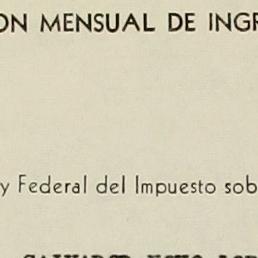 ON MENSUAL DE INGR
y Federal del Impuesto sob